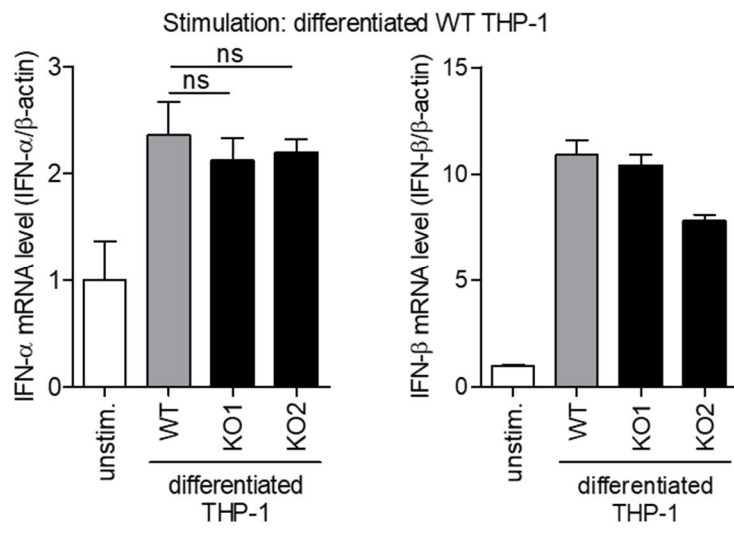 Stimulation: differentiated WT THP-1
IFN-α mRNA level (IFN-α/β-actin)
3
2
1
0
ns
ns
unstim.
WT
KO1
KO2
differentiated
THP-1
IFN-β mRNA level (IFN-β/β-actin)
15
10
5
0
unstim.
WT
KO1
KO2
differentiated
THP-1